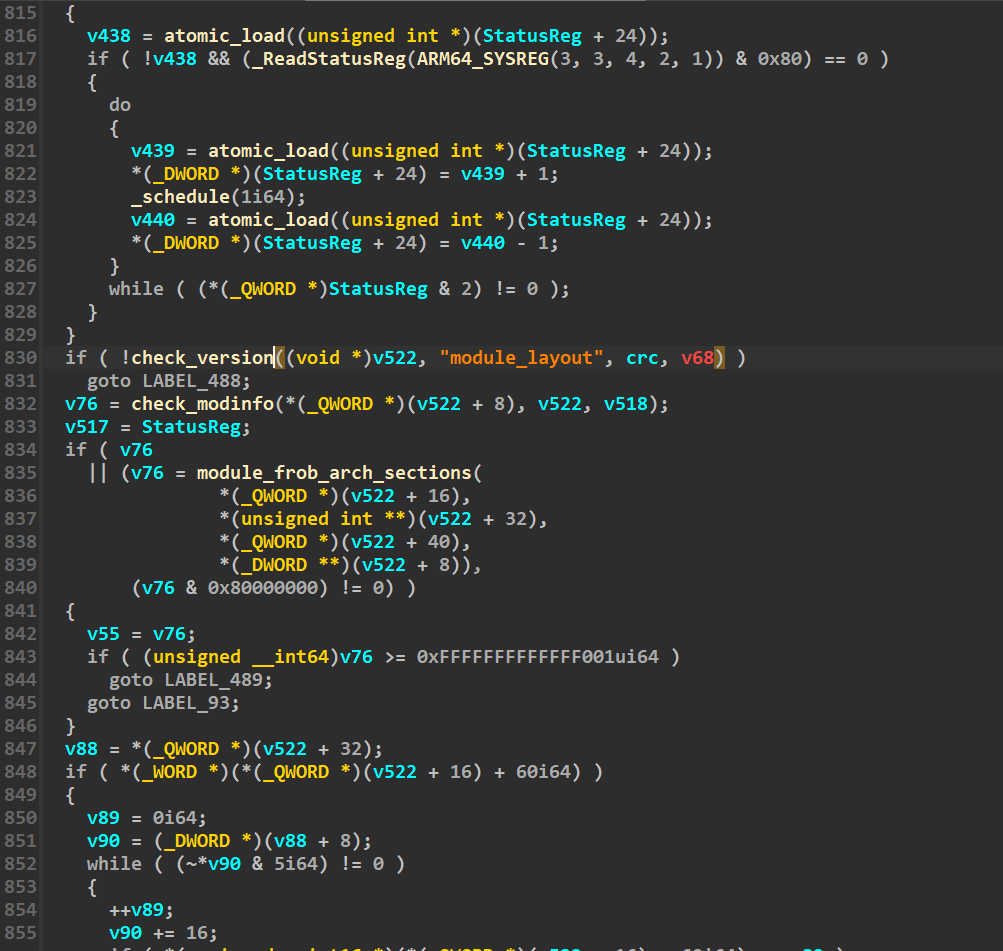 815 {
816 v438 = atomic_load((unsigned int *)(StatusReg + 24));
817 if ( !v438 && (_ReadStatusReg(ARM64_SYSREG(3, 3, 4, 2, 1)) & 0x80) == 0 )
818 {
819 do
820 {
821 v439 = atomic_load((unsigned int *)(StatusReg + 24));
822 *(_DWORD *)(StatusReg + 24) = v439 + 1;
823 _schedule(1i64);
824 v440 = atomic_load((unsigned int *)(StatusReg + 24));
825 *(_DWORD *)(StatusReg + 24) = v440 - 1;
826 }
827 while ( (*(_QWORD *)StatusReg & 2) != 0 );
828 }
829 }
830 if ( !check_version((void *)v522, "module_layout", crc, v68) )
831 goto LABEL_488;
832 v76 = check_modinfo(*(_QWORD *)(v522 + 8), v522, v518);
833 v517 = StatusReg;
834 if ( v76
835 || (v76 = module_frob_arch_sections(
836 *(_QWORD *)(v522 + 16),
837 *(unsigned int **)(v522 + 32),
838 *(_QWORD *)(v522 + 40),
839 *(_DWORD **)(v522 + 8)),
840 (v76 & 0x80000000) != 0) )
841 {
842 v55 = v76;
843 if ( (unsigned __int64)v76 >= 0xFFFFFFFFFFFFF001ui64 )
844 goto LABEL_489;
845 goto LABEL_93;
846 }
847 v88 = *(_QWORD *)(v522 + 32);
848 if ( *(_WORD *)(*(_QWORD *)(v522 + 16) + 60i64) )
849 {
850 v89 = 0i64;
851 v90 = (_DWORD *)(v88 + 8);
852 while ( (~*v90 & 5i64) != 0 )
853 {
854 ++v89;
855 v90 += 16;